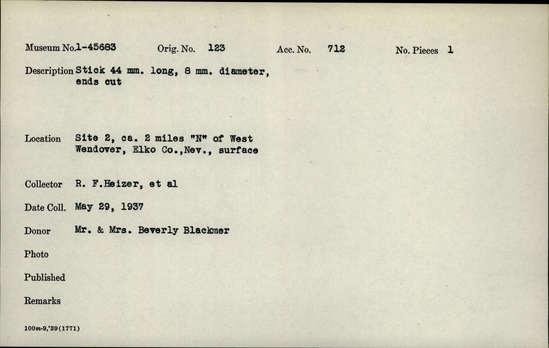 Museum No. 1-45683 Orig. No. 123 Acc. No. 712 No. Pieces 1
Description Stick 44 mm. long, 8 mm. diameter,
ends cut
Location Site 2, ca. 2 miles "N" of West
Wendover, Elko Co.,Nev., surface
Collector R. F.Heizer, et al
Date Coll. May 29, 1937
Donor Mr. & Mrs. Beverly Blackmer
Photo
Published
Remarks
100m-9,'39(1771)